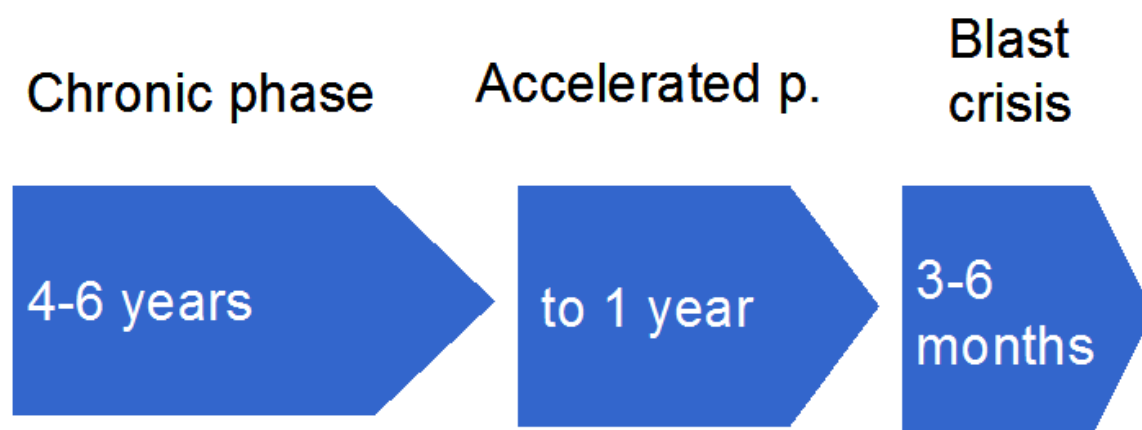 Chronic phase
Accelerated p.
Blast
crisis
4-6 years
to 1 year
3-6
months